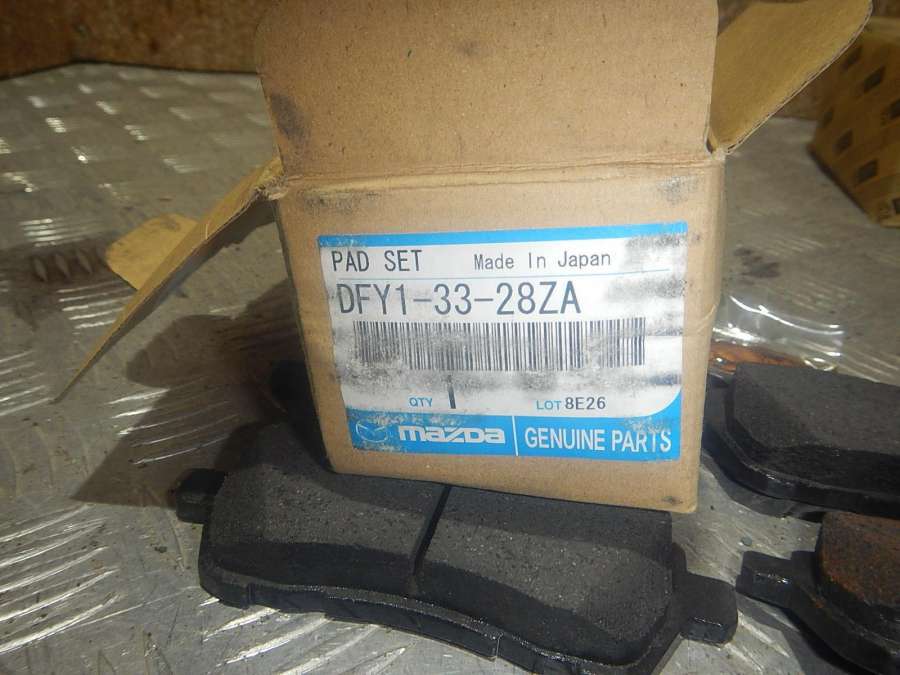 PAD SET Made In Japan
DFY1-33-28ZA
QTY 1 LOT 8E26
mazda GENUINE PARTS